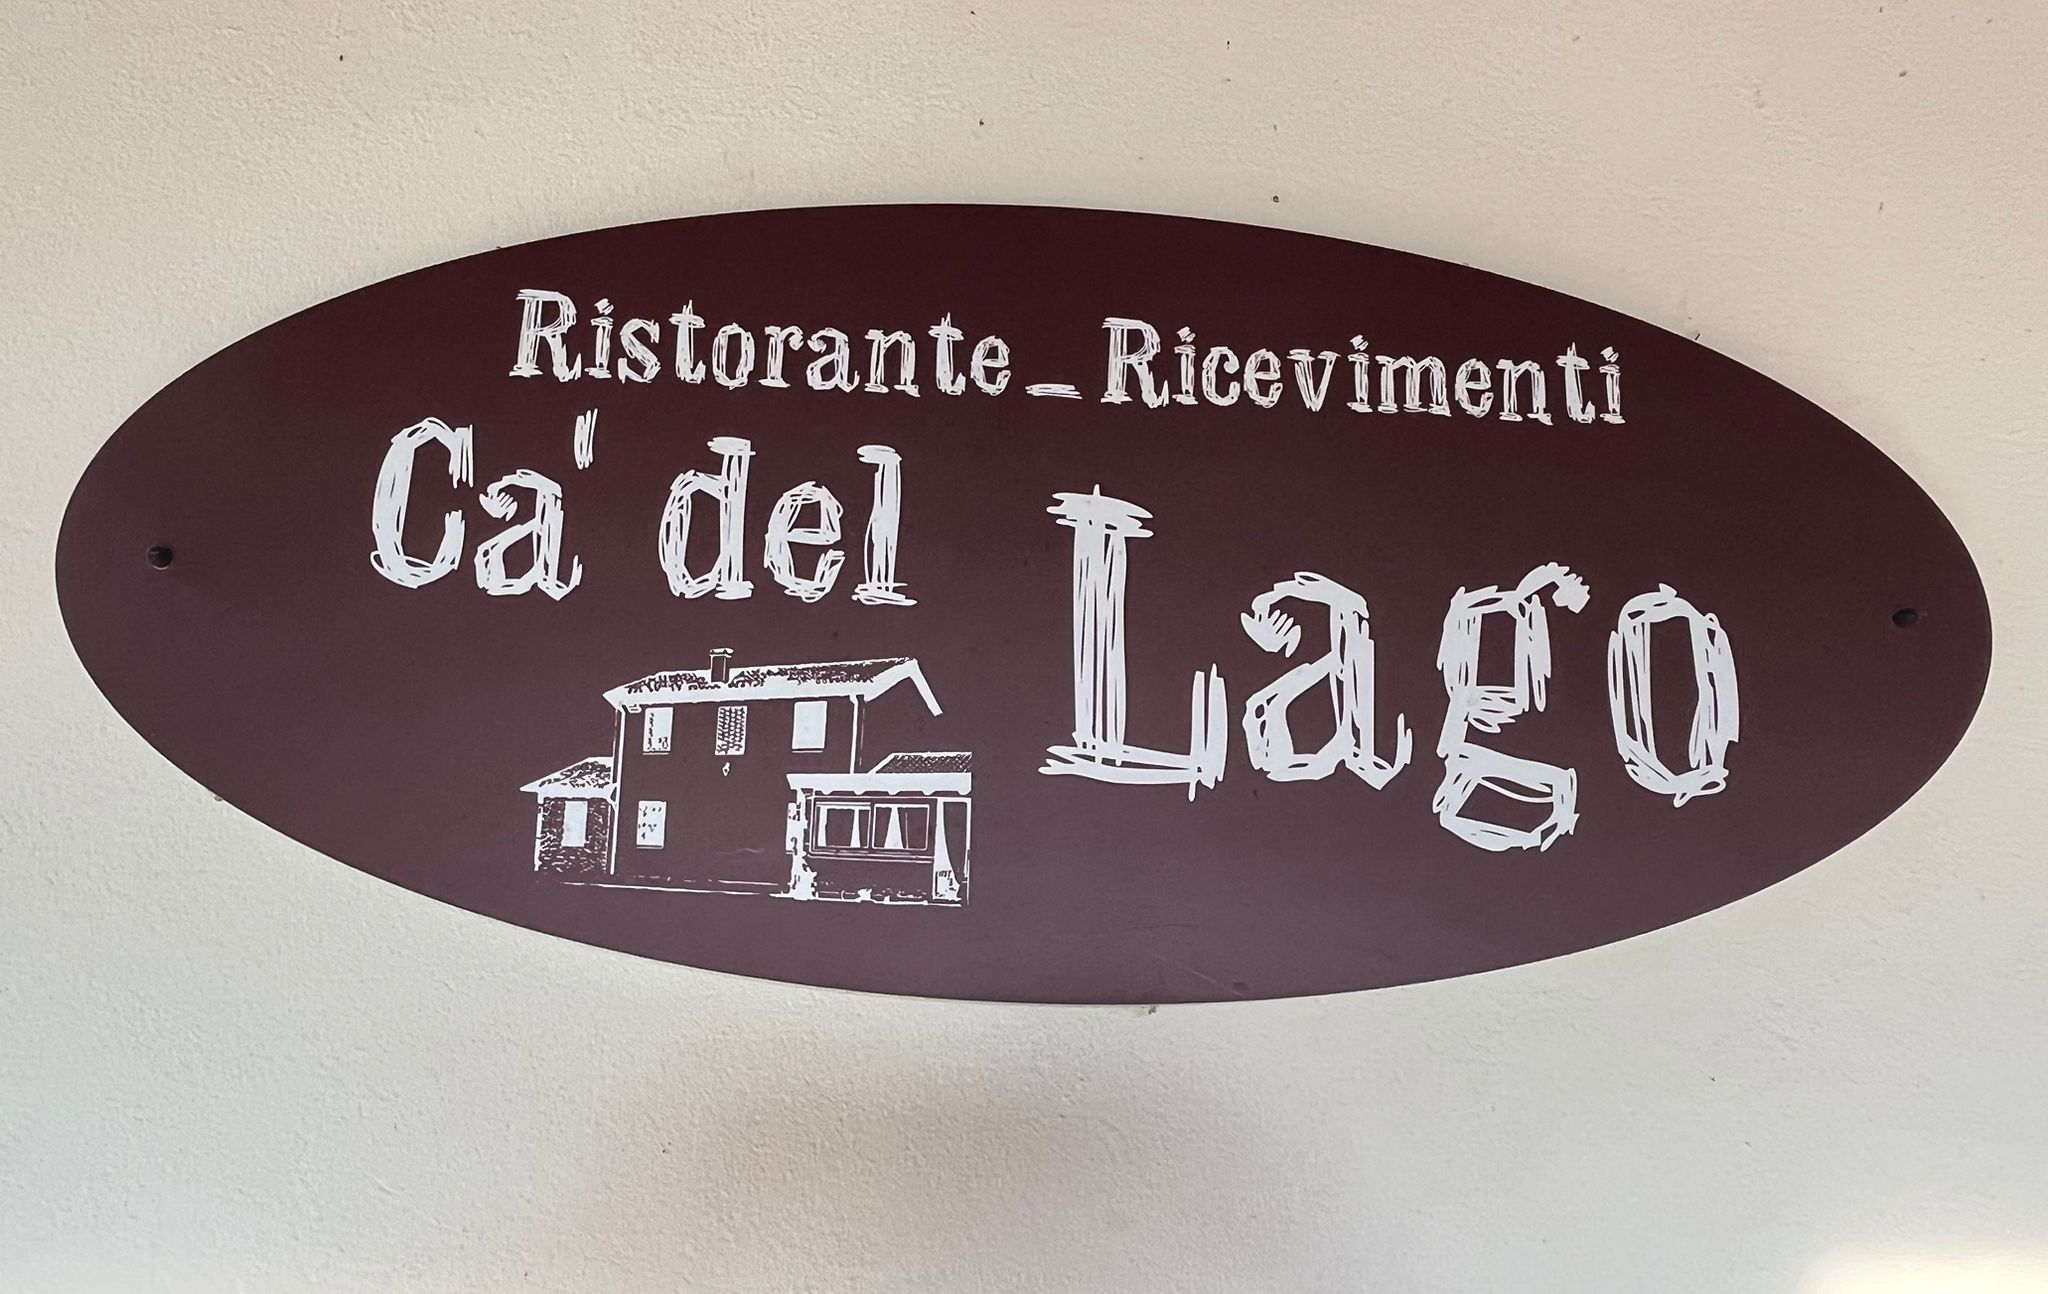 Ristorante_Ricevimenti
Ca' del Lago